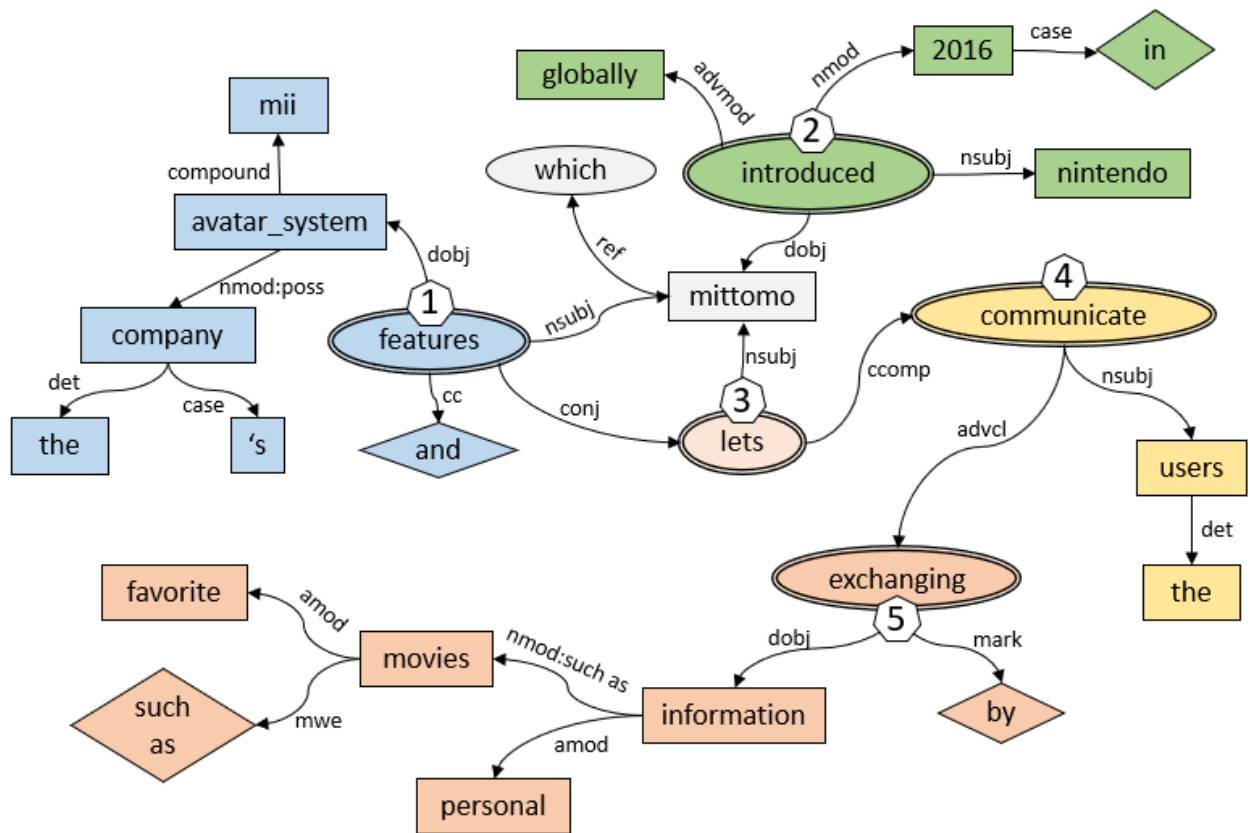 globally
advmod
nmod
2016
case
in
mii
2
introduced
nsubj
nintendo
which
compound
avatar_system
dobj
ref
dobj
nmod:poss
1
features
nsubj
mittomo
4
communicate
company
det
case
the
's
cc
and
conj
nsubj
3
lets
ccomp
nsubj
advcl
users
det
the
exchanging
5
dobj
mark
by
favorite
amod
movies
nmod:such as
information
such
as
mwe
amod
personal